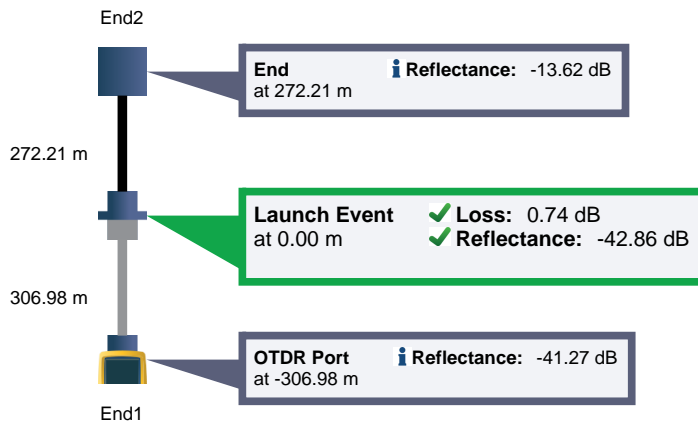 End2
End
Reflectance: -13.62 dB
at 272.21 m
272.21 m
Launch Event
Loss: 0.74 dB
at 0.00 m
Reflectance: -42.86 dB
306.98 m
OTDR Port
Reflectance: -41.27 dB
at -306.98 m
End1